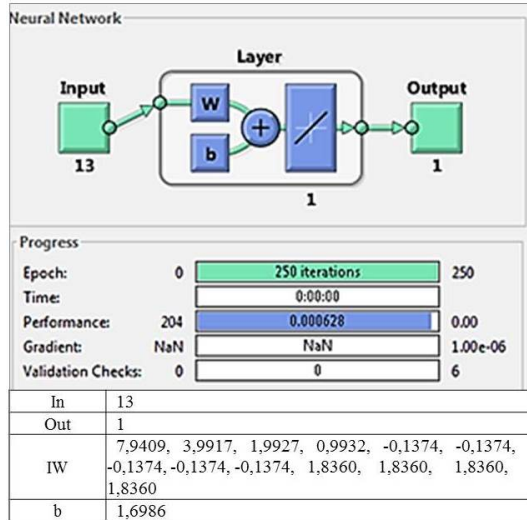 Neural Network
Layer
Input
Output
W
b
+
13
1
1
Progress
Epoch: 0 250 iterations 250
Time: 0:00:00
Performance: 204 0.000628 0.00
Gradient: NaN NaN 1.00e-06
Validation Checks: 0 0 6
In 13
Out 1
IW 7,9409, 3,9917, 1,9927, 0,9932, -0,1374, -0,1374,
-0,1374, -0,1374, -0,1374, 1,8360, 1,8360, 1,8360,
1,8360
b 1,6986